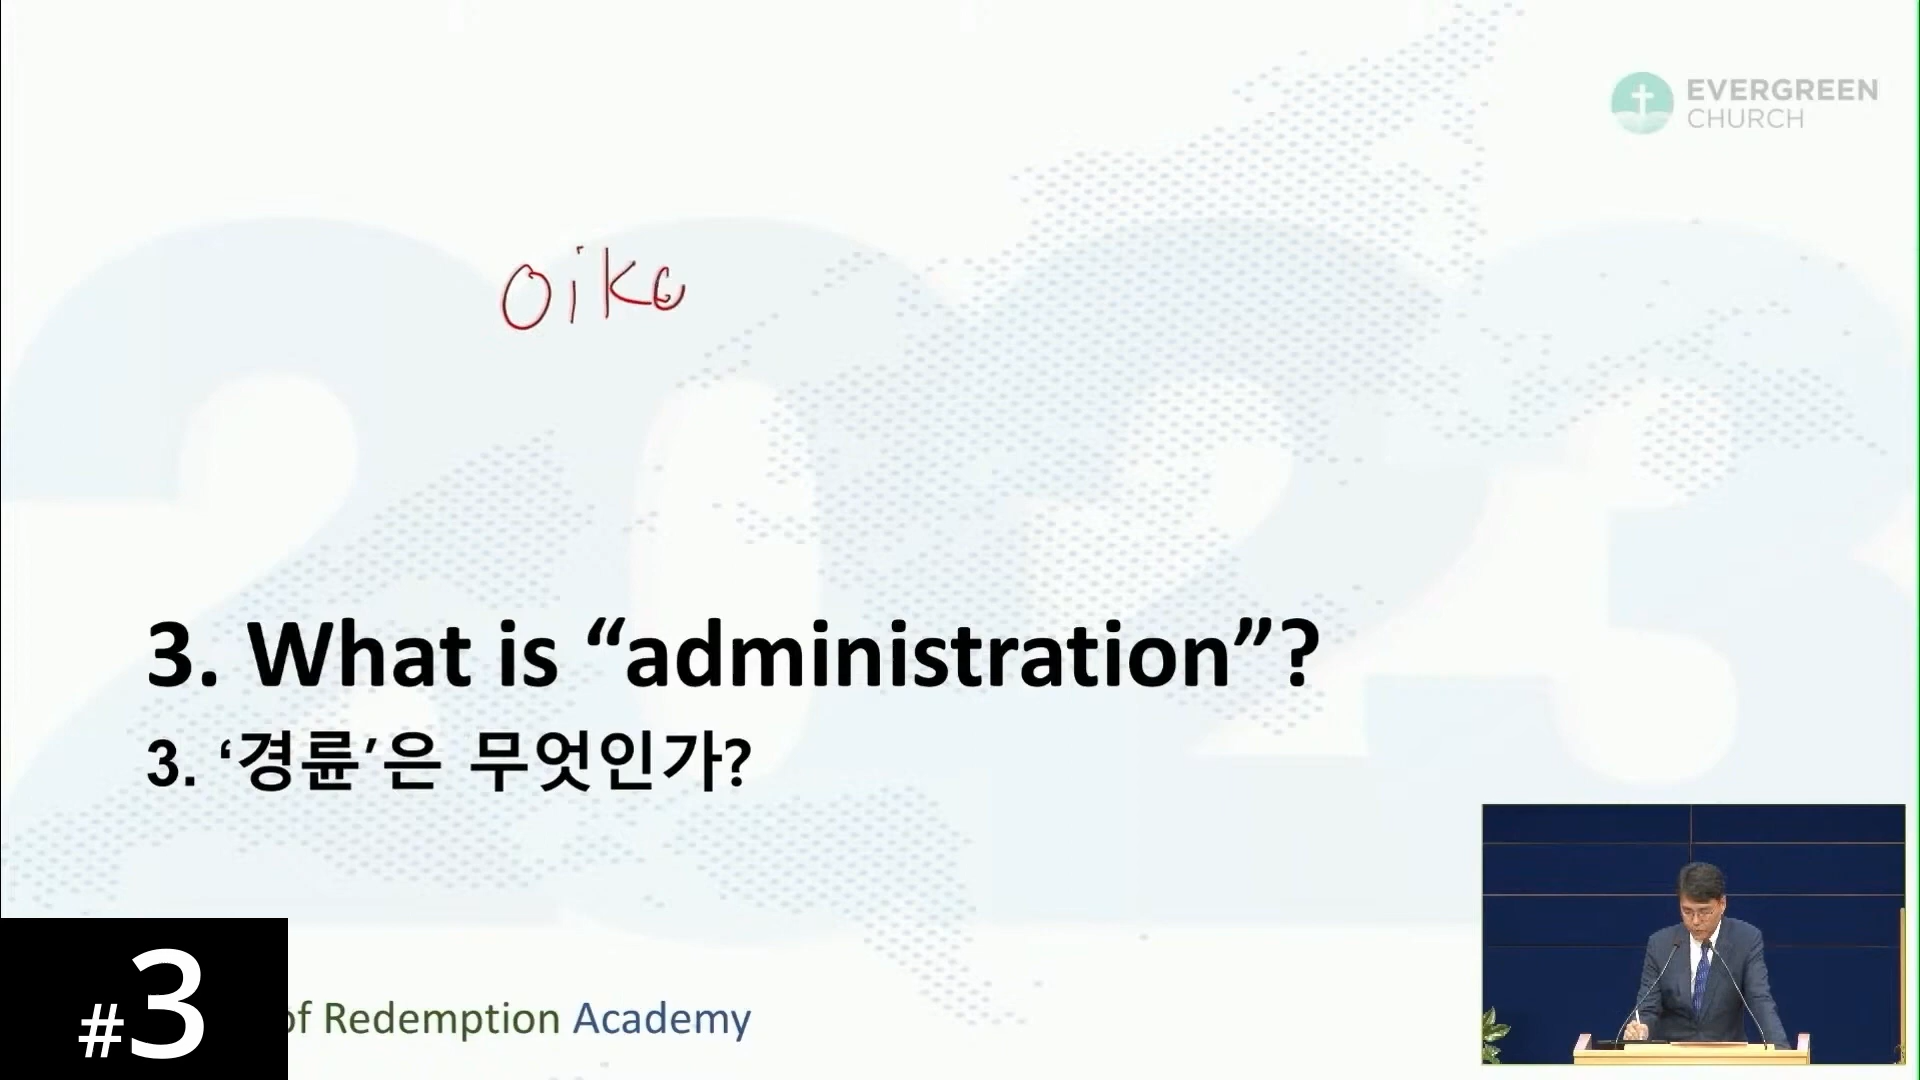 EVERGREEN
CHURCH
oiko
3. What is “administration”?
3. ‘경륜’은 무엇인가?
of Redemption Academy
#3